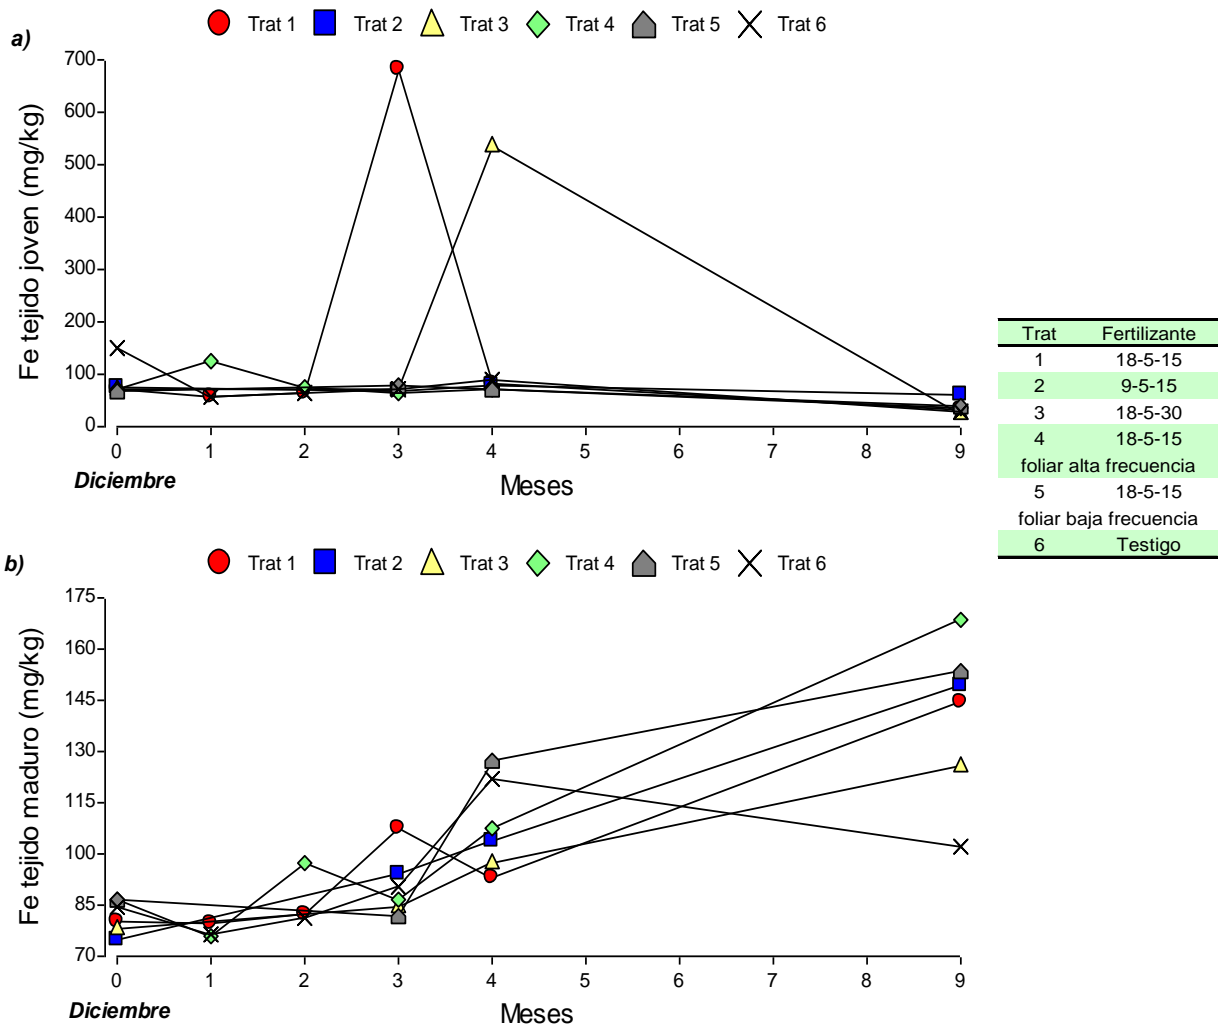 a)
Trat 1 Trat 2 Trat 3 Trat 4 Trat 5 Trat 6
700
600
500
400
300
200
100
0
Fe tejido joven (mg/kg)
0 1 2 3 4 5 6 7 8 9
Diciembre
Meses
Trat Fertilizante
1 18-5-15
2 9-5-15
3 18-5-30
4 18-5-15
foliar alta frecuencia
5 18-5-15
foliar baja frecuencia
6 Testigo
b)
Trat 1 Trat 2 Trat 3 Trat 4 Trat 5 Trat 6
175
160
145
130
115
100
85
70
Fe tejido maduro (mg/kg)
0 1 2 3 4 5 6 7 8 9
Diciembre
Meses